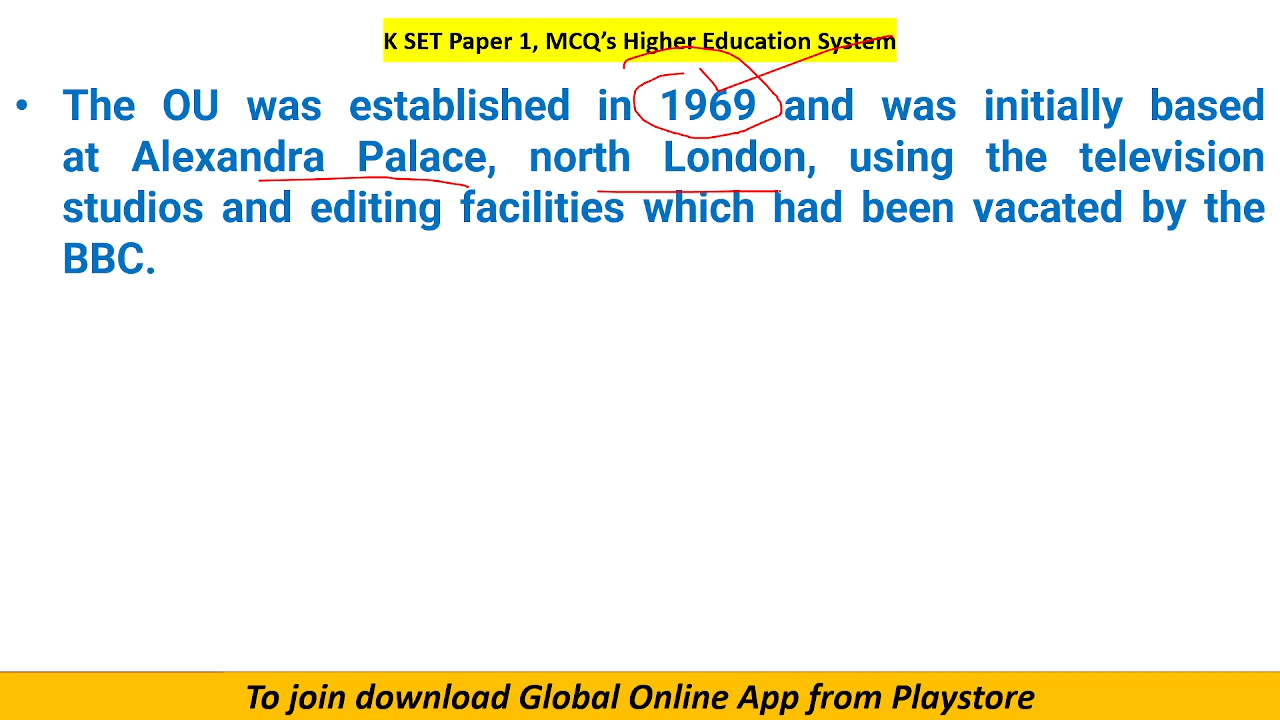 K SET Paper 1, MCQ’s Higher Education System
• The OU was established in 1969 and was initially based
at Alexandra Palace, north London, using the television
studios and editing facilities which had been vacated by the
BBC.
To join download Global Online App from Playstore